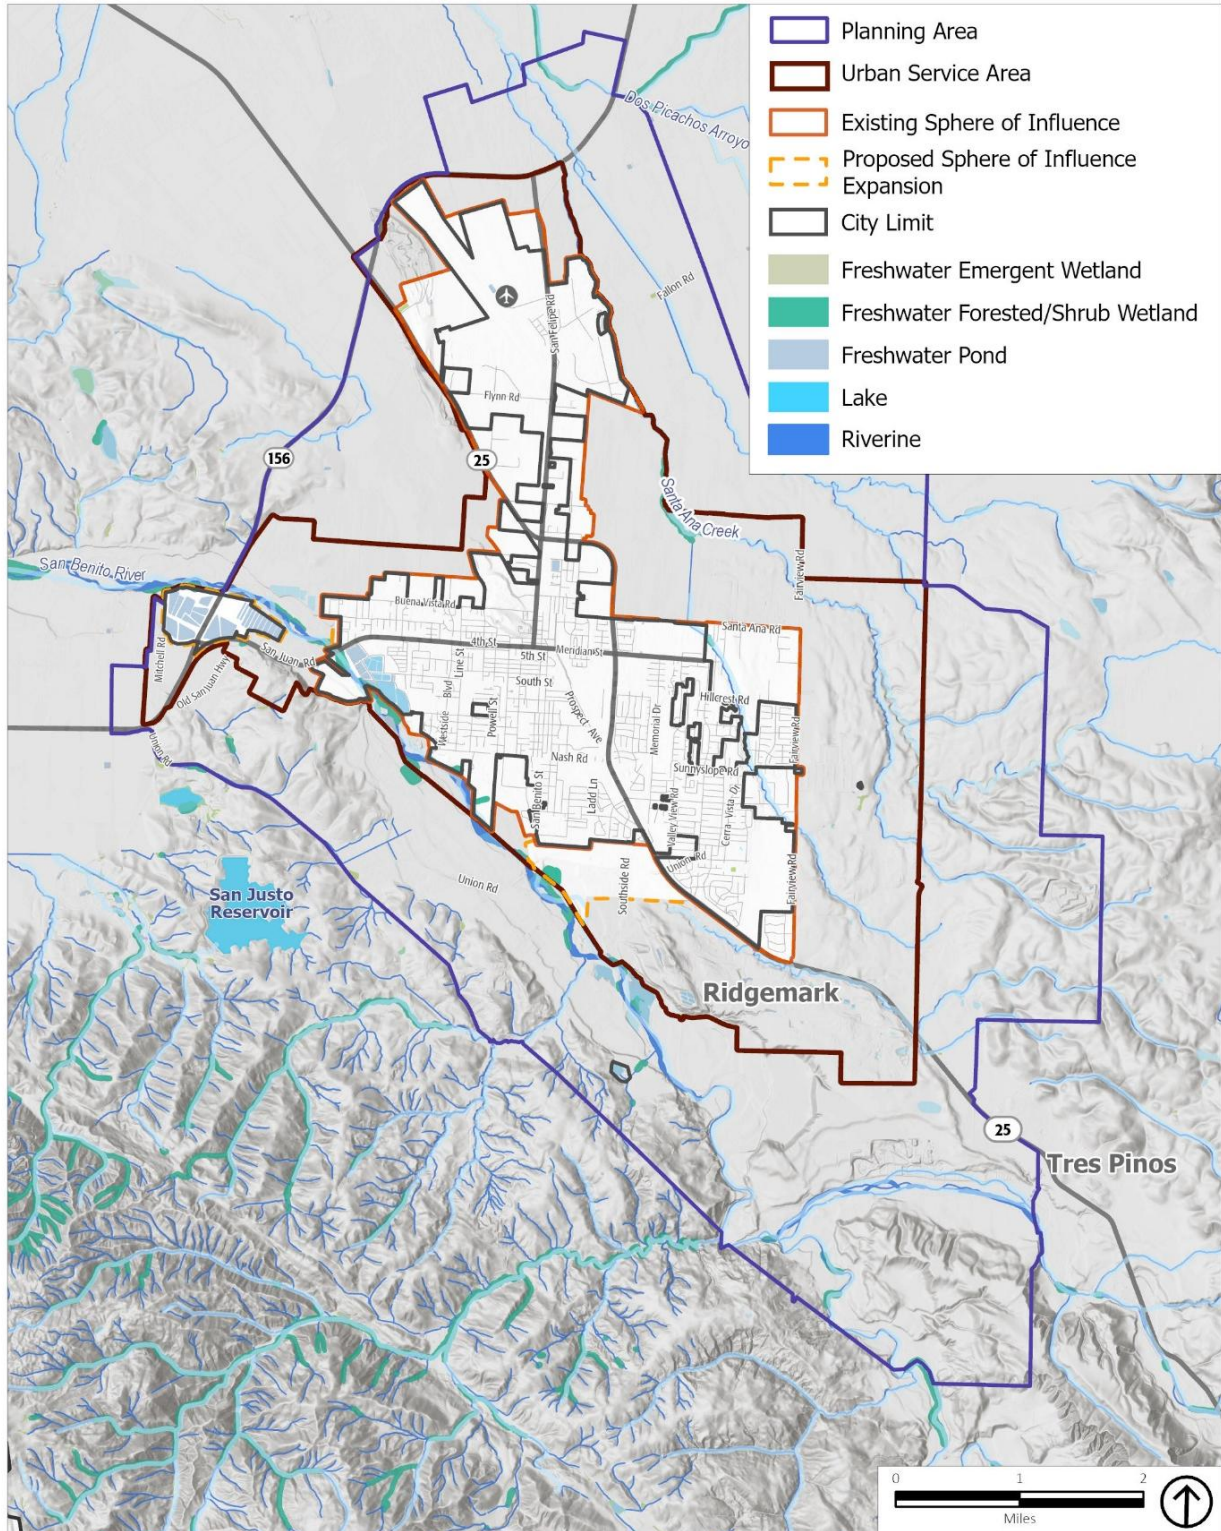 Planning Area
Urban Service Area
Existing Sphere of Influence
Proposed Sphere of Influence
Expansion
City Limit
Freshwater Emergent Wetland
Freshwater Forested/Shrub Wetland
Freshwater Pond
Lake
Riverine
Dos Picachos Arroyo
Fallon Rd
San Felipe Rd
Flynn Rd
156
25
Santa Ana Creek
Fairview Rd
San Benito River
Buena Vista Rd
Santa Ana Rd
4th St
Meridian St
5th St
Line St
San Juan Rd
Mitchell Rd
Old San Juan Hwy
South St
Westside Blvd
Powell St
Prospect Ave
Hillcrest Rd
Memorial Dr
Fairview Rd
Union Rd
Nash Rd
Sunnyslope Rd
San Benito St
Ladd Ln
Valley View Rd
Cerra Vista Dr
Union Rd
Fairview Rd
Southside Rd
Union Rd
San Justo
Reservoir
Ridgemark
25
Tres Pinos
0 1 2
Miles